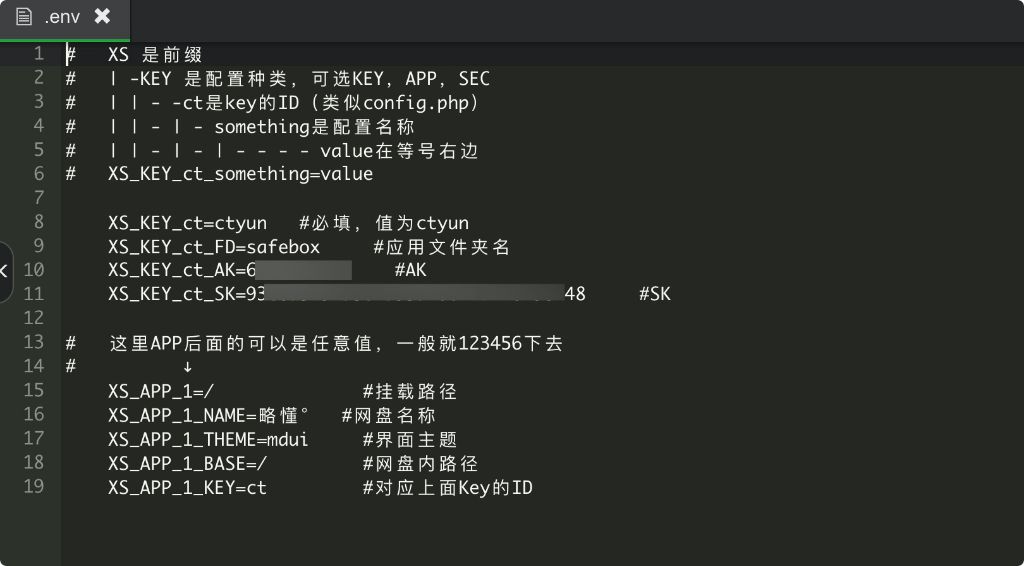 .env
1 #   XS 是前缀
2 #   | -KEY 是配置种类，可选KEY，APP，SEC
3 #   | | - -ct是key的ID（类似config.php）
4 #   | | - | - something是配置名称
5 #   | | - | - | - - - - value在等号右边
6 #   XS_KEY_ct_something=value
7
8     XS_KEY_ct=ctyun   #必填，值为ctyun
9     XS_KEY_ct_FD=safebox     #应用文件夹名
10     XS_KEY_ct_AK=6     #AK
11     XS_KEY_ct_SK=93 48     #SK
12
13 #   这里APP后面的可以是任意值，一般就123456下去
14 #          ↓
15     XS_APP_1=/              #挂载路径
16     XS_APP_1_NAME=略懂°   #网盘名称
17     XS_APP_1_THEME=mdui     #界面主题
18     XS_APP_1_BASE=/         #网盘内路径
19     XS_APP_1_KEY=ct         #对应上面Key的ID